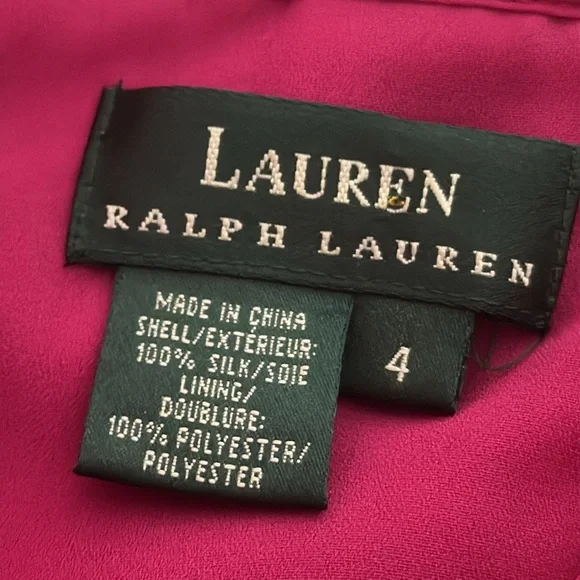 LAUREN
RALPH LAUREN
4
MADE IN CHINA
SHELL/EXTÉRIEUR:
100% SILK/SOIE
LINING/
DOUBLURE:
100% POLYESTER/
POLYESTER